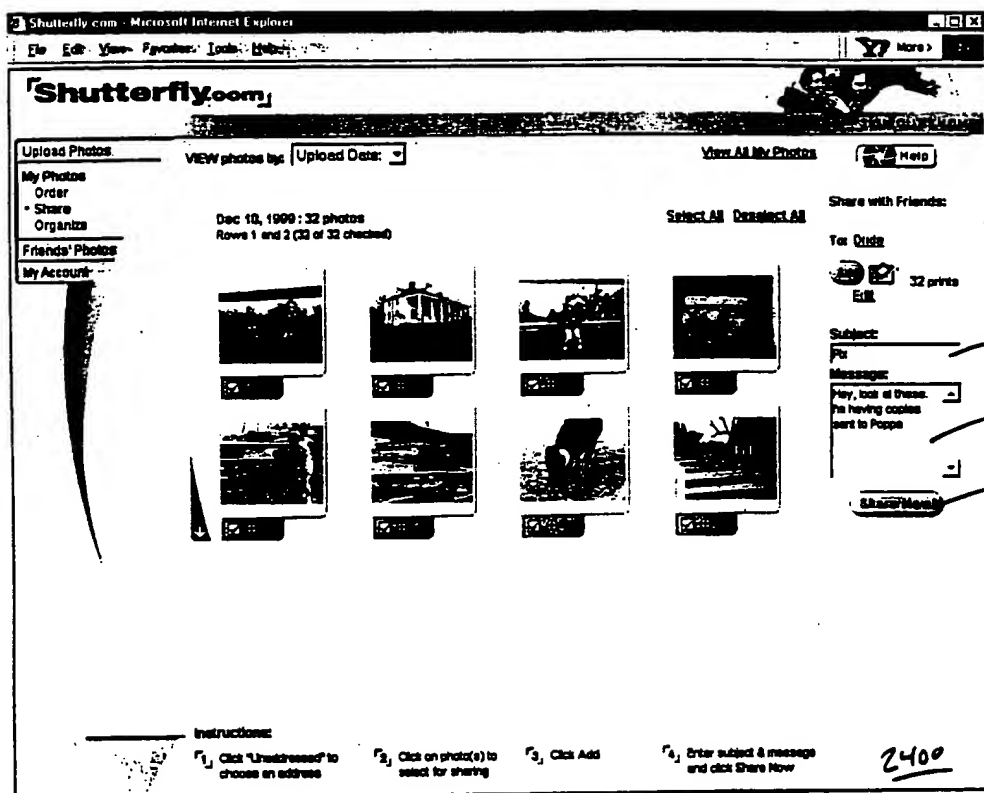 Shutterfly.com - Microsoft Internet Explorer
File Edit View Favorites Tools Help
More >
Shutterfly.com
Upload Photos
VIEW photos by: Upload Date:
View All My Photos
Help
My Photos
Order
• Share
Organize
Friends' Photos
My Account
Dec 10, 1999 : 32 photos
Rows 1 and 2 (32 of 32 checked)
Select All Deselect All
Share with Friends:
To: Dude
Add
32 prints
Edit
Subject:
Pix
Message:
Hey, look at these.
I'm having copies
sent to Poppa
Share Now
Instructions:
1 Click "Unaddressed" to
choose an address
2 Click on photo(s) to
select for sharing
3 Click Add
4 Enter subject & message
and click Share Now
2400